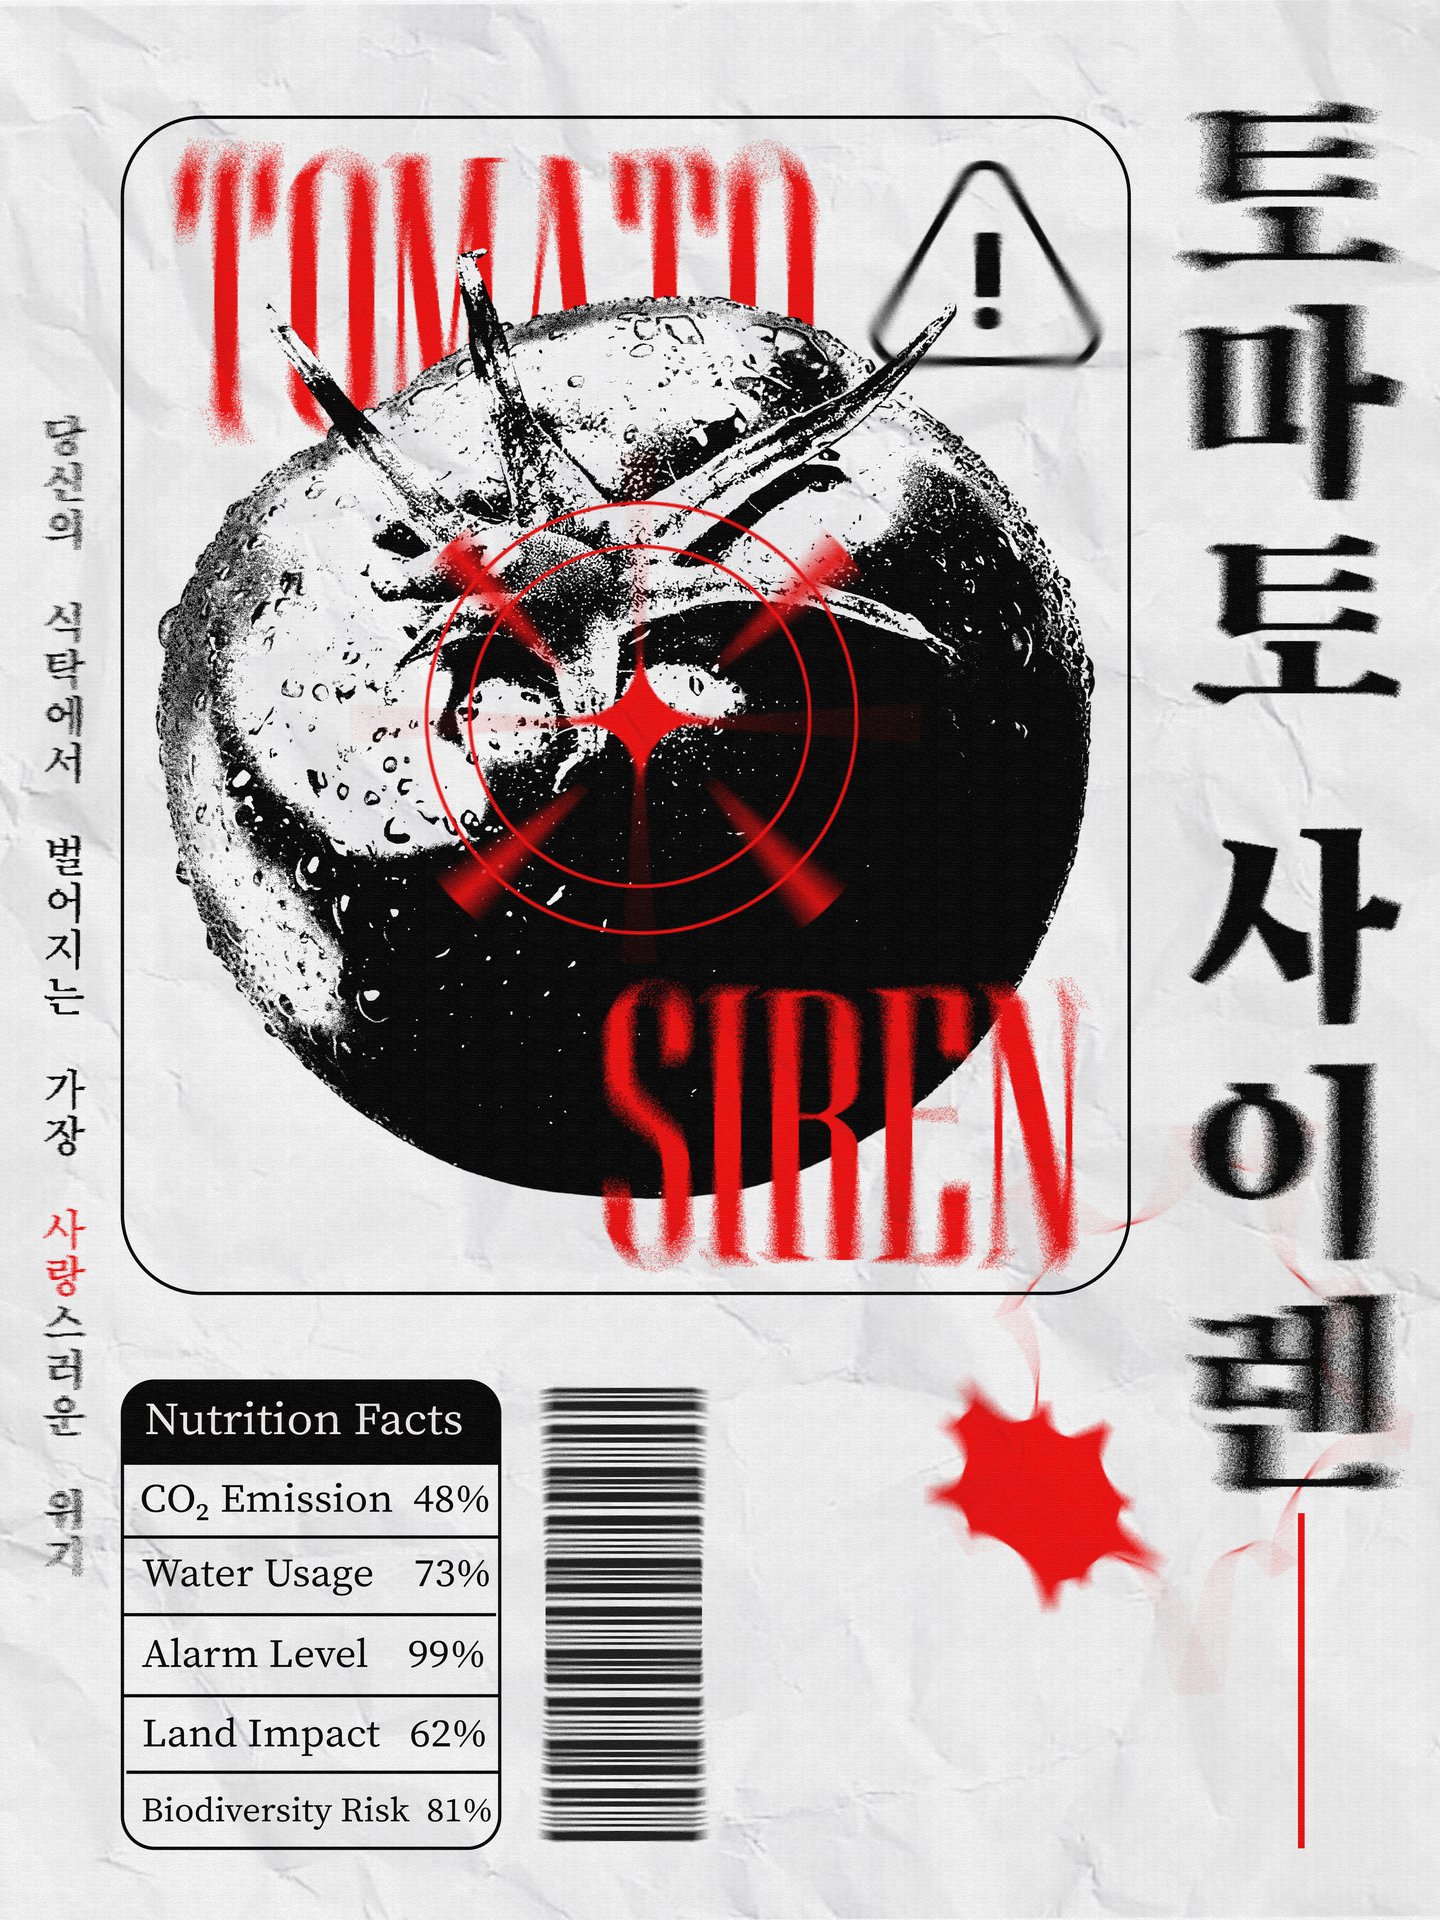 TOMATO
!
SIREN
토마토 사이렌
당신의 식탁에서 벌어지는 가장 사랑스러운 위기
Nutrition Facts
CO₂ Emission 48%
Water Usage 73%
Alarm Level 99%
Land Impact 62%
Biodiversity Risk 81%